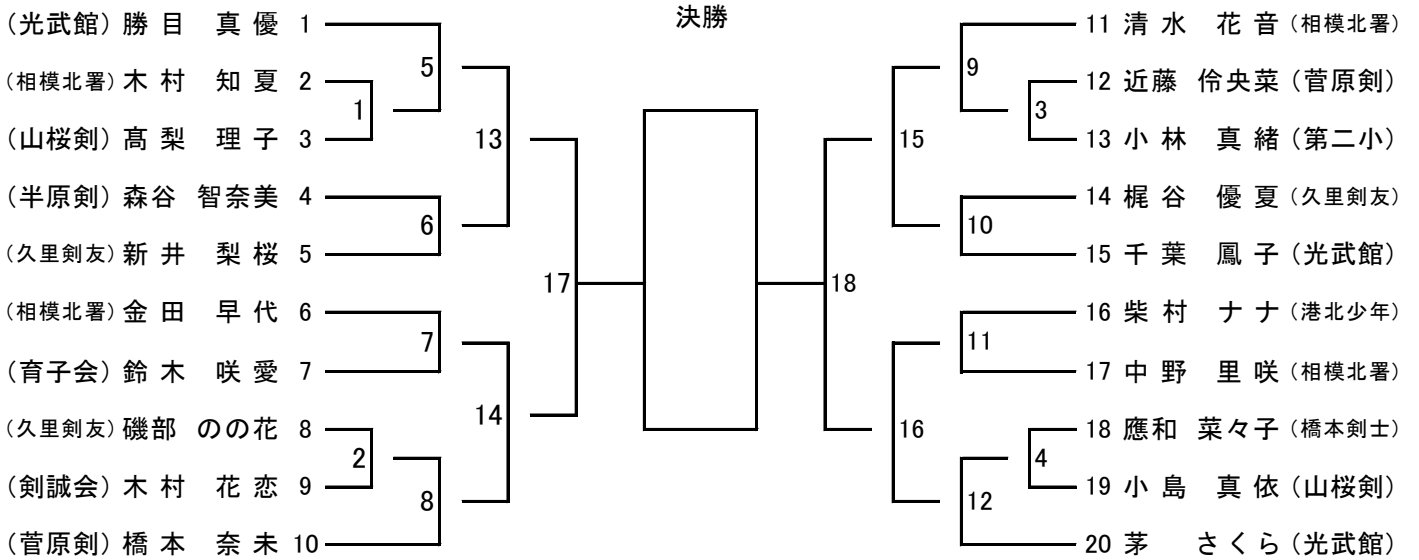 決勝
(光武館) 勝目 真優 1
(相模北署) 木村 知夏 2
(山桜剣) 髙梨 理子 3
(半原剣) 森谷 智奈美 4
(久里剣友) 新井 梨桜 5
(相模北署) 金田 早代 6
(育子会) 鈴木 咲愛 7
(久里剣友) 磯部 のの花 8
(剣誠会) 木村 花恋 9
(菅原剣) 橋本 奈未 10
1
2
5
6
7
8
13
14
17
11 清水 花音 (相模北署)
12 近藤 伶央菜 (菅原剣)
13 小林 真緒 (第二小)
14 梶谷 優夏 (久里剣友)
15 千葉 鳳子 (光武館)
16 柴村 ナナ (港北少年)
17 中野 里咲 (相模北署)
18 應和 菜々子 (橋本剣士)
19 小島 真依 (山桜剣)
20 茅 さくら (光武館)
3
4
9
10
11
12
15
16
18